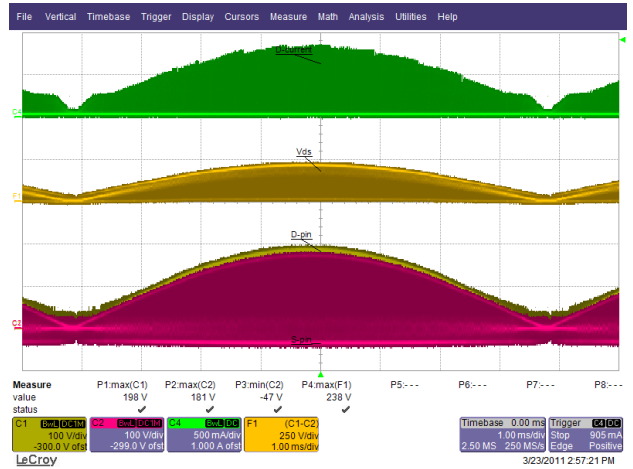 File Vertical Timebase Trigger Display Cursors Measure Math Analysis Utilities Help
D-current
C4
Vds
F1
D-pin
C2
S-pin
Measure P1:max(C1) P2:max(C2) P3:min(C2) P4:max(F1) P5:--- P6:--- P7:--- P8:---
value 198 V 181 V -47 V 238 V
status
C1 BwL DC1M C2 BwL DC1M C4 BwL DC F1 (C1-C2) Timebase 0.00 ms Trigger C4 DC
100 V/div 100 V/div 500 mA/div 250 V/div 1.00 ms/div Stop 905 mA
-300.0 V ofst -299.0 V ofst 1.000 A ofst 1.00 ms/div 2.50 MS 250 MS/s Edge Positive
LeCroy 3/23/2011 2:57:21 PM